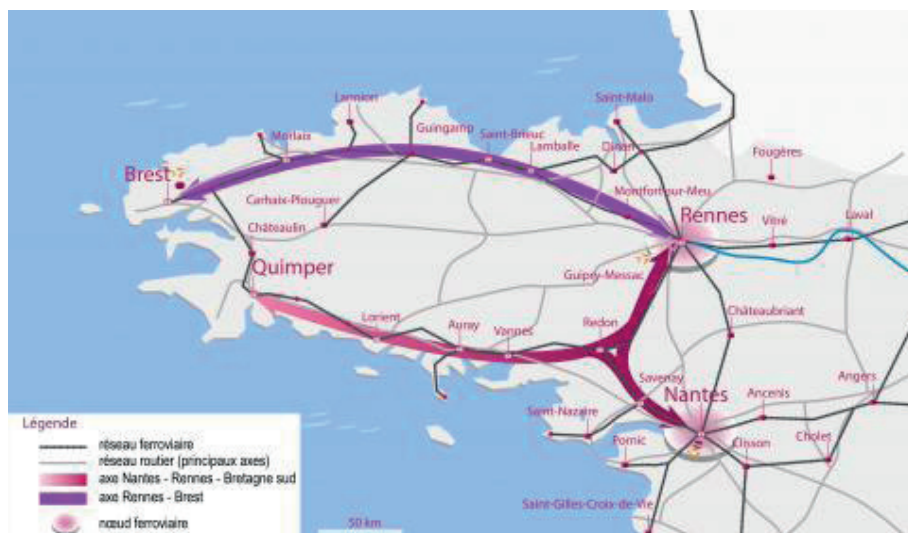 Saint-Malo
Lannion
Morlaix
Guingamp
Saint-Brieuc
Lamballe
Dinan
Fougères
Brest
Carhaix-Plouguer
Montfort-sur-Meu
Rennes
Vitré
Laval
Châteaulin
Quimper
Guipry-Messac
Lorient
Auray
Vannes
Redon
Châteaubriant
Savenay
Nantes
Ancenis
Angers
Saint-Nazaire
Pornic
Clisson
Cholet
Saint-Gilles-Croix-de-Vie
50 km
Légende
réseau ferroviaire
réseau routier (principaux axes)
axe Nantes - Rennes - Bretagne sud
axe Rennes - Brest
nœud ferroviaire